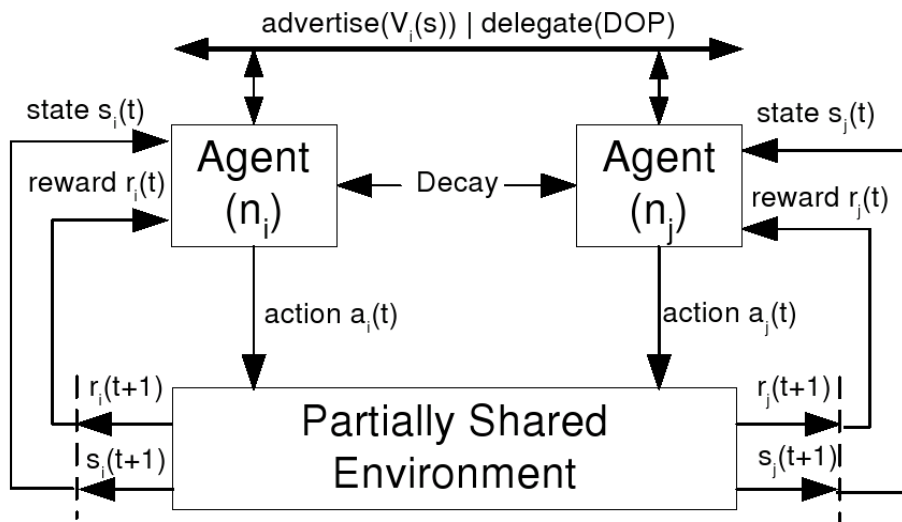 advertise(V_i(s)) | delegate(DOP)
state s_i(t)
state s_j(t)
Agent
(n_i)
Decay
Agent
(n_j)
reward r_i(t)
reward r_j(t)
action a_i(t)
action a_j(t)
r_i(t+1)
r_j(t+1)
Partially Shared
Environment
s_i(t+1)
s_j(t+1)